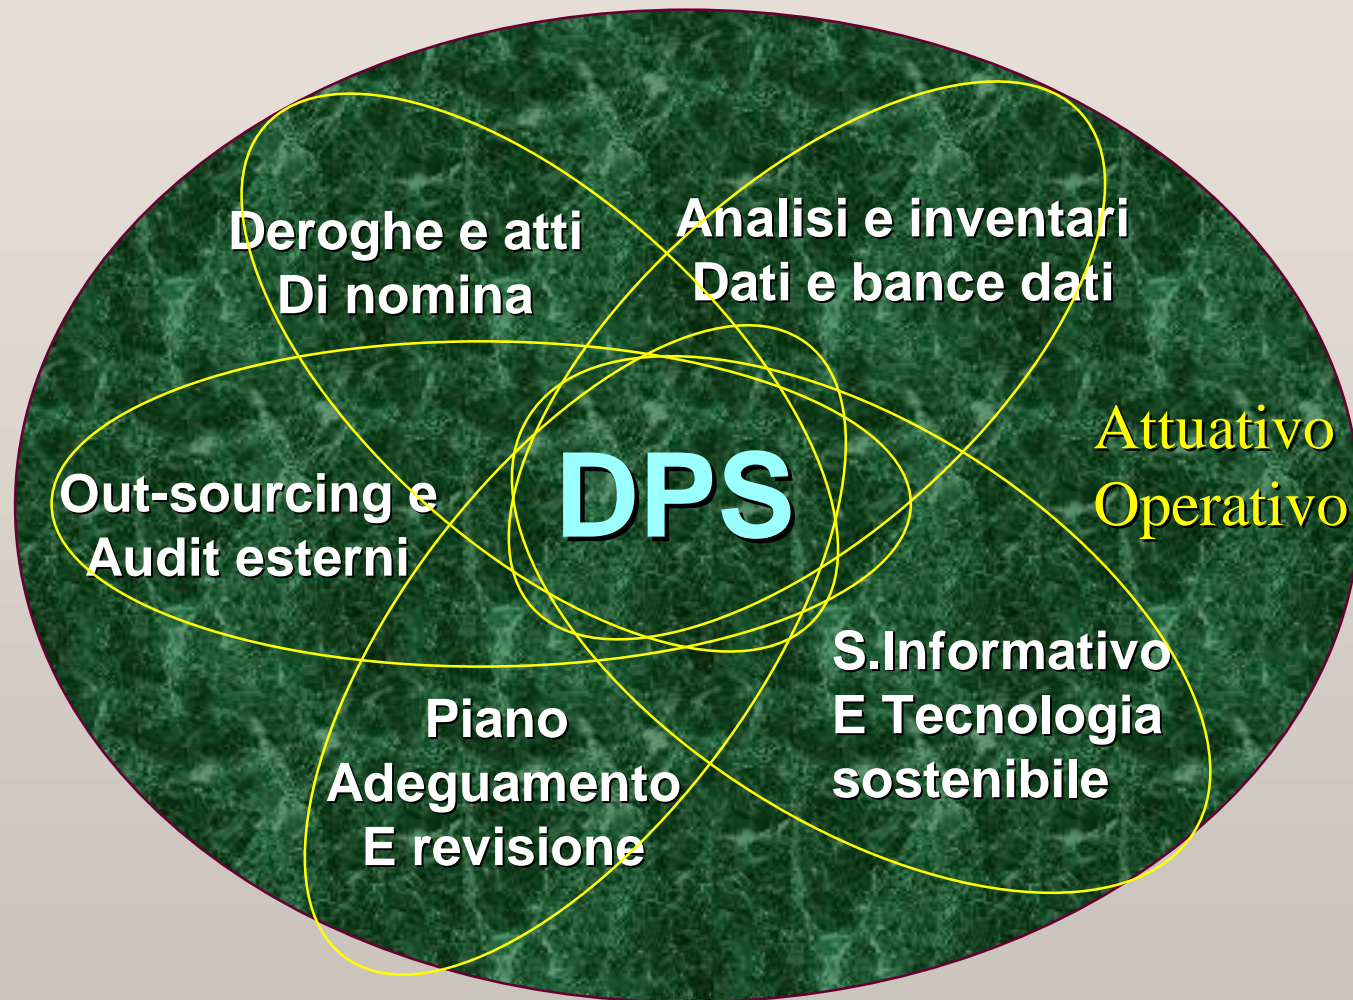 Deroghe e atti
Di nomina
Analisi e inventari
Dati e bance dati
Attuativo
Operativo
Out-sourcing e
Audit esterni
DPS
S.Informativo
E Tecnologia
sostenibile
Piano
Adeguamento
E revisione